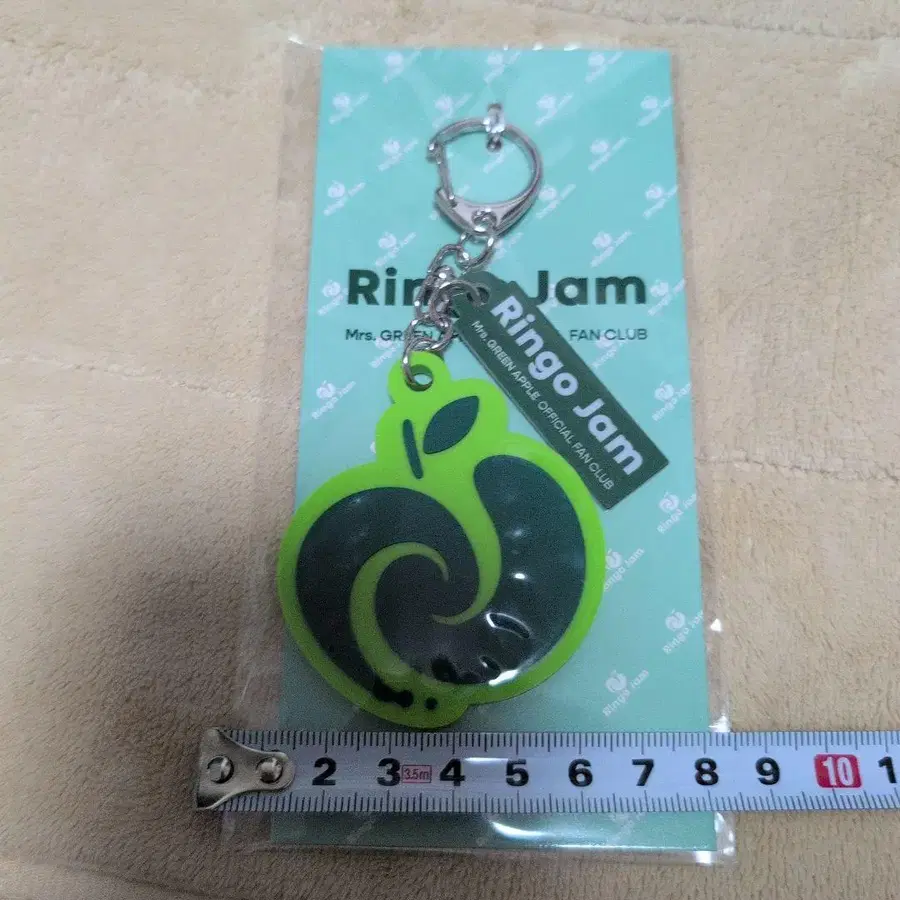 Ringo Jam
Mrs. GREEN AP FAN CLUB
Ringo Jam
Mrs. GREEN APPLE OFFICIAL FAN CLUB
2 3 3.5m 4 5 6 7 8 9 10 1